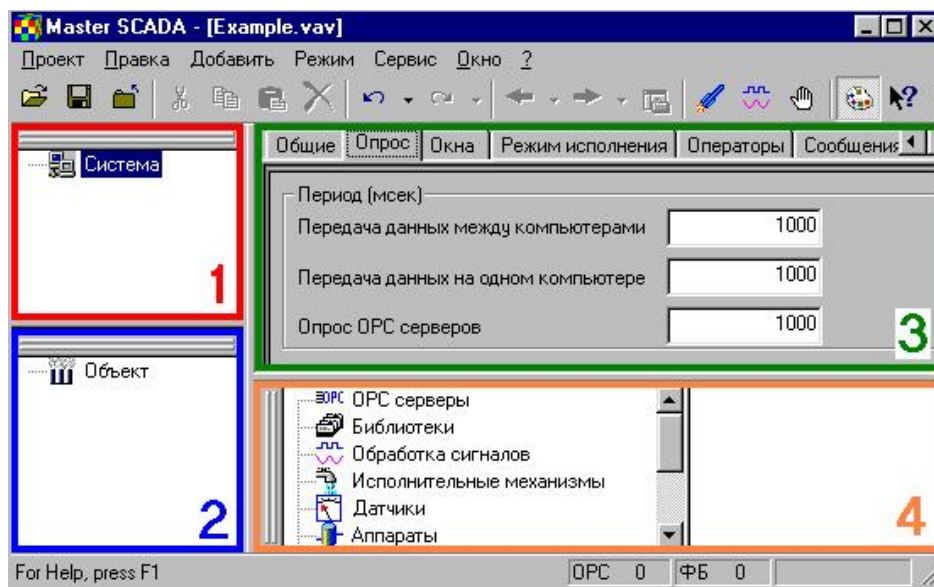 Master SCADA - [Example.vav]
Проект Правка Добавить Режим Сервис Окно ?
Система
1
Общие Опрос Окна Режим исполнения Операторы Сообщения
Период (мсек)
Передача данных между компьютерами 1000
Передача данных на одном компьютере 1000
Опрос OPC серверов 1000
3
Объект
2
OPC OPC серверы
Библиотеки
Обработка сигналов
Исполнительные механизмы
Датчики
Аппараты
4
For Help, press F1
OPC 0 ФБ 0